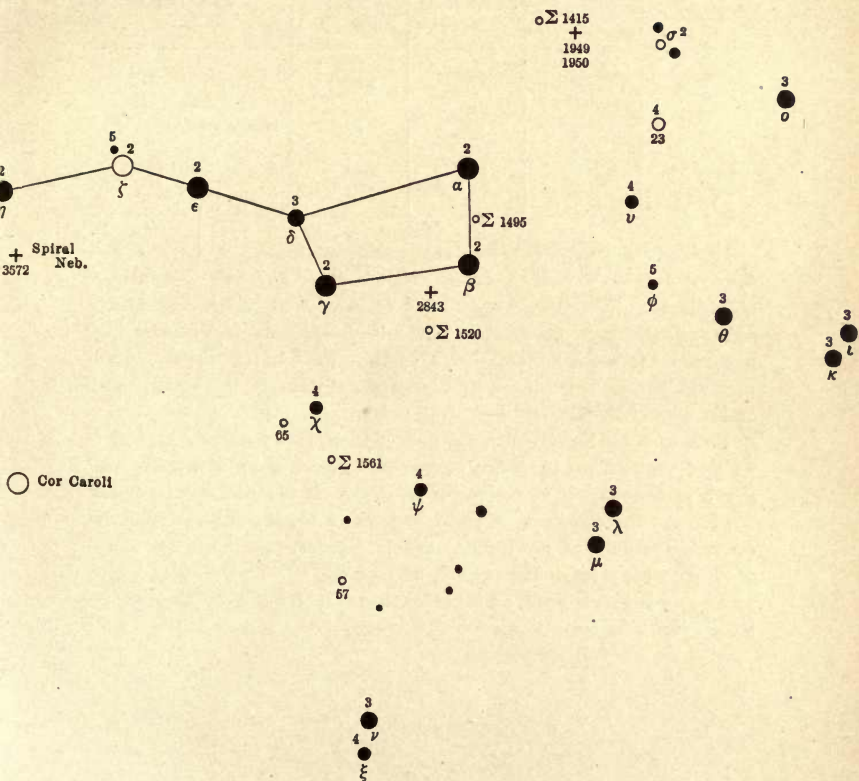 Σ 1415
1949
1950
σ²
3
ο
4
23
5 2
ζ
2
ε
2
η
3
δ
2
α
4
υ
Σ 1495
2
β
Spiral
Neb.
3572
2
γ
2843
5
φ
3
θ
Σ 1520
3
ι
3
κ
4
χ
65
Σ 1561
Cor Caroli
4
ψ
3
λ
3
μ
57
3
ν
4
ξ